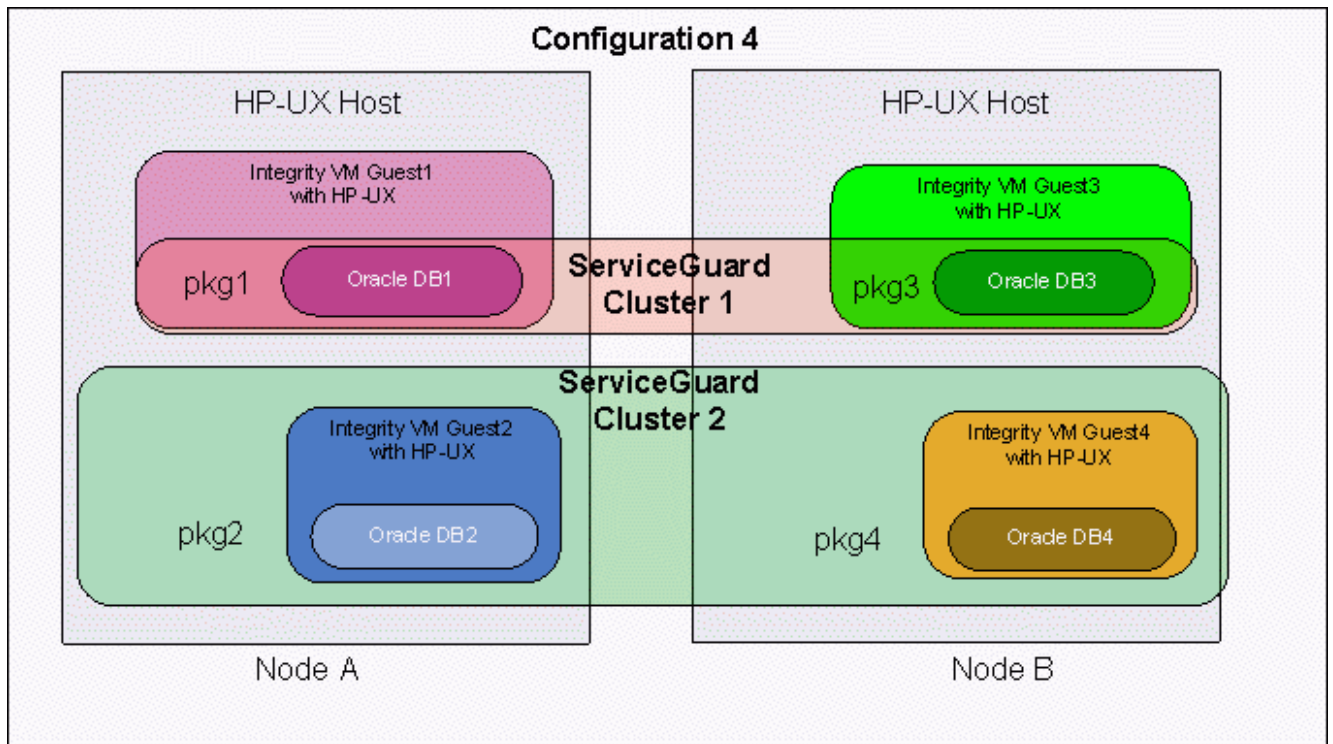 Configuration 4
HP-UX Host
HP-UX Host
Integrity VM Guest1
with HP-UX
Integrity VM Guest3
with HP-UX
pkg1
Oracle DB1
ServiceGuard
Cluster 1
pkg3
Oracle DB3
ServiceGuard
Cluster 2
Integrity VM Guest2
with HP-UX
Integrity VM Guest4
with HP-UX
pkg2
Oracle DB2
pkg4
Oracle DB4
Node A
Node B